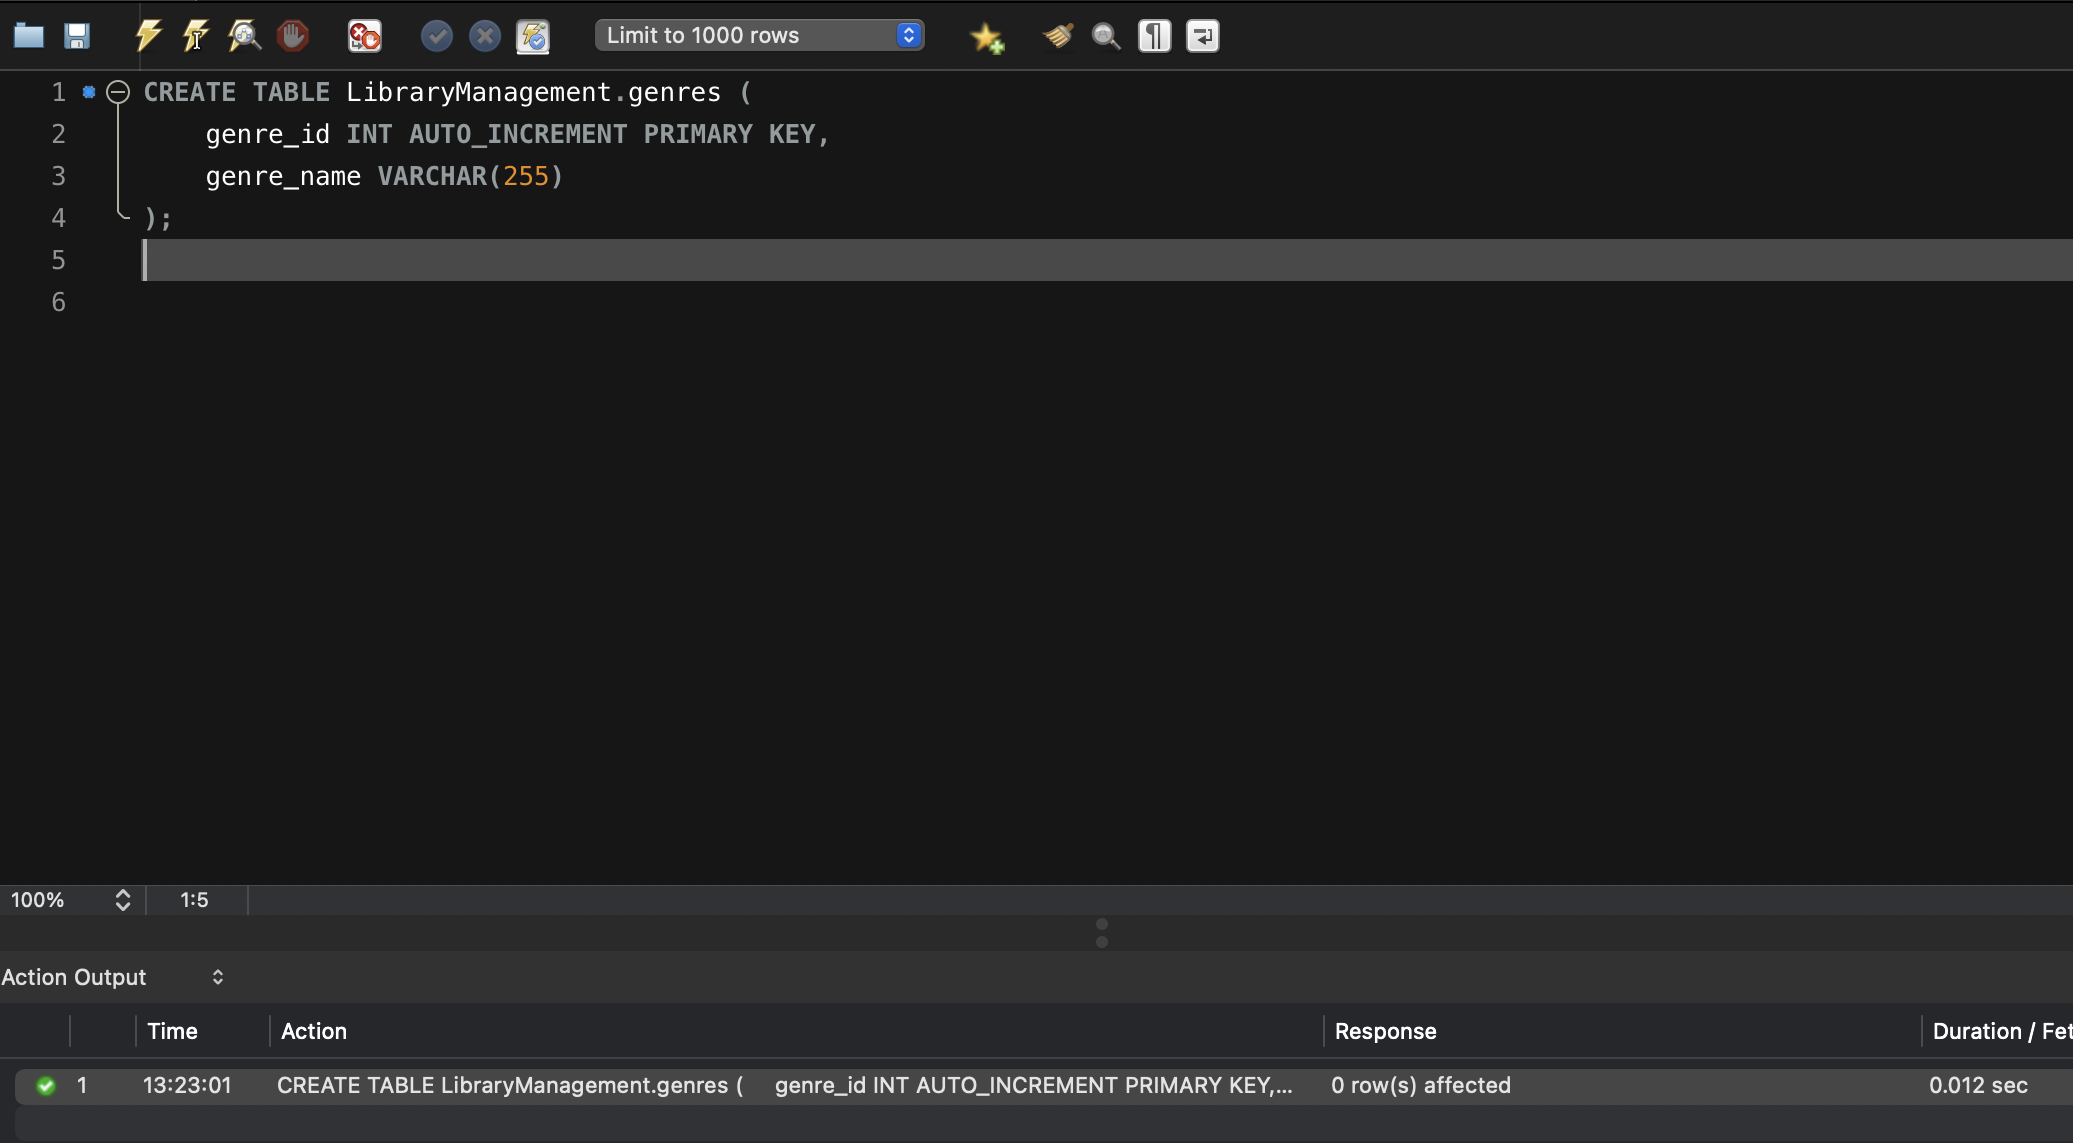 Limit to 1000 rows
1 CREATE TABLE LibraryManagement.genres (
2 genre_id INT AUTO_INCREMENT PRIMARY KEY,
3 genre_name VARCHAR(255)
4 );
5
6
100% 1:5
Action Output
Time Action Response Duration / Fet
1 13:23:01 CREATE TABLE LibraryManagement.genres ( genre_id INT AUTO_INCREMENT PRIMARY KEY,... 0 row(s) affected 0.012 sec